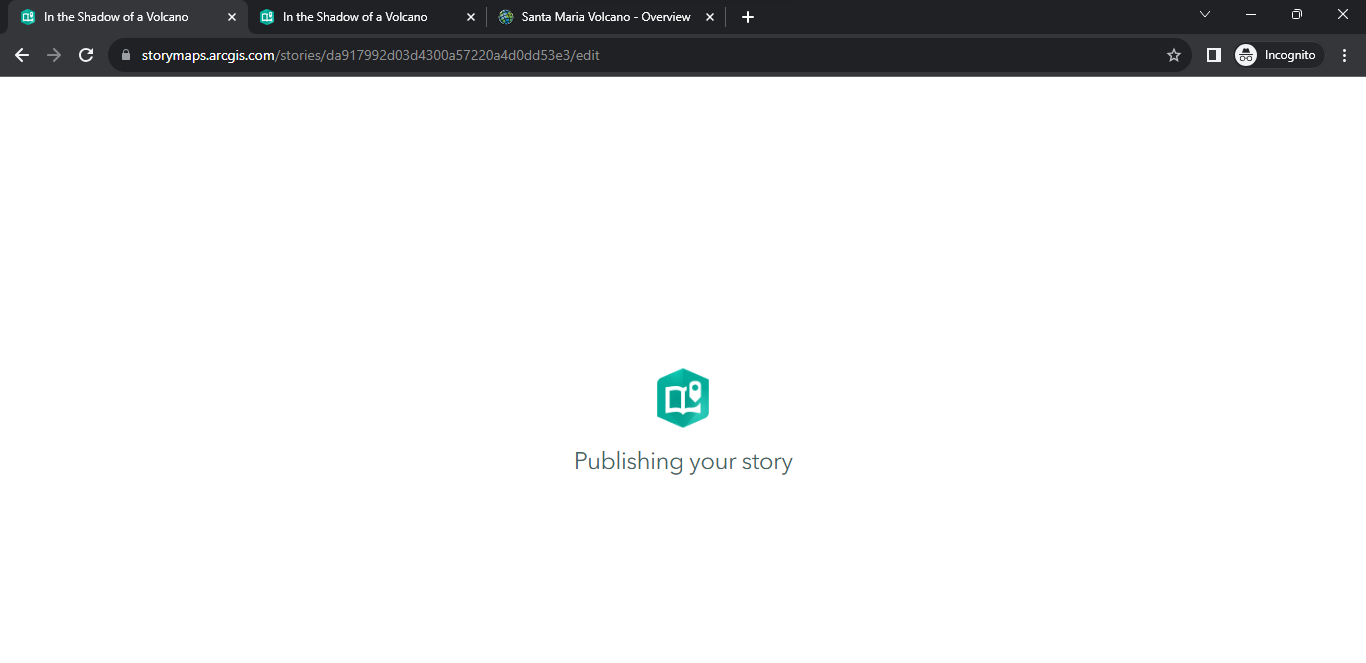 In the Shadow of a Volcano
In the Shadow of a Volcano
Santa Maria Volcano - Overview
storymaps.arcgis.com/stories/da917992d03d4300a57220a4d0dd53e3/edit
Incognito
Publishing your story